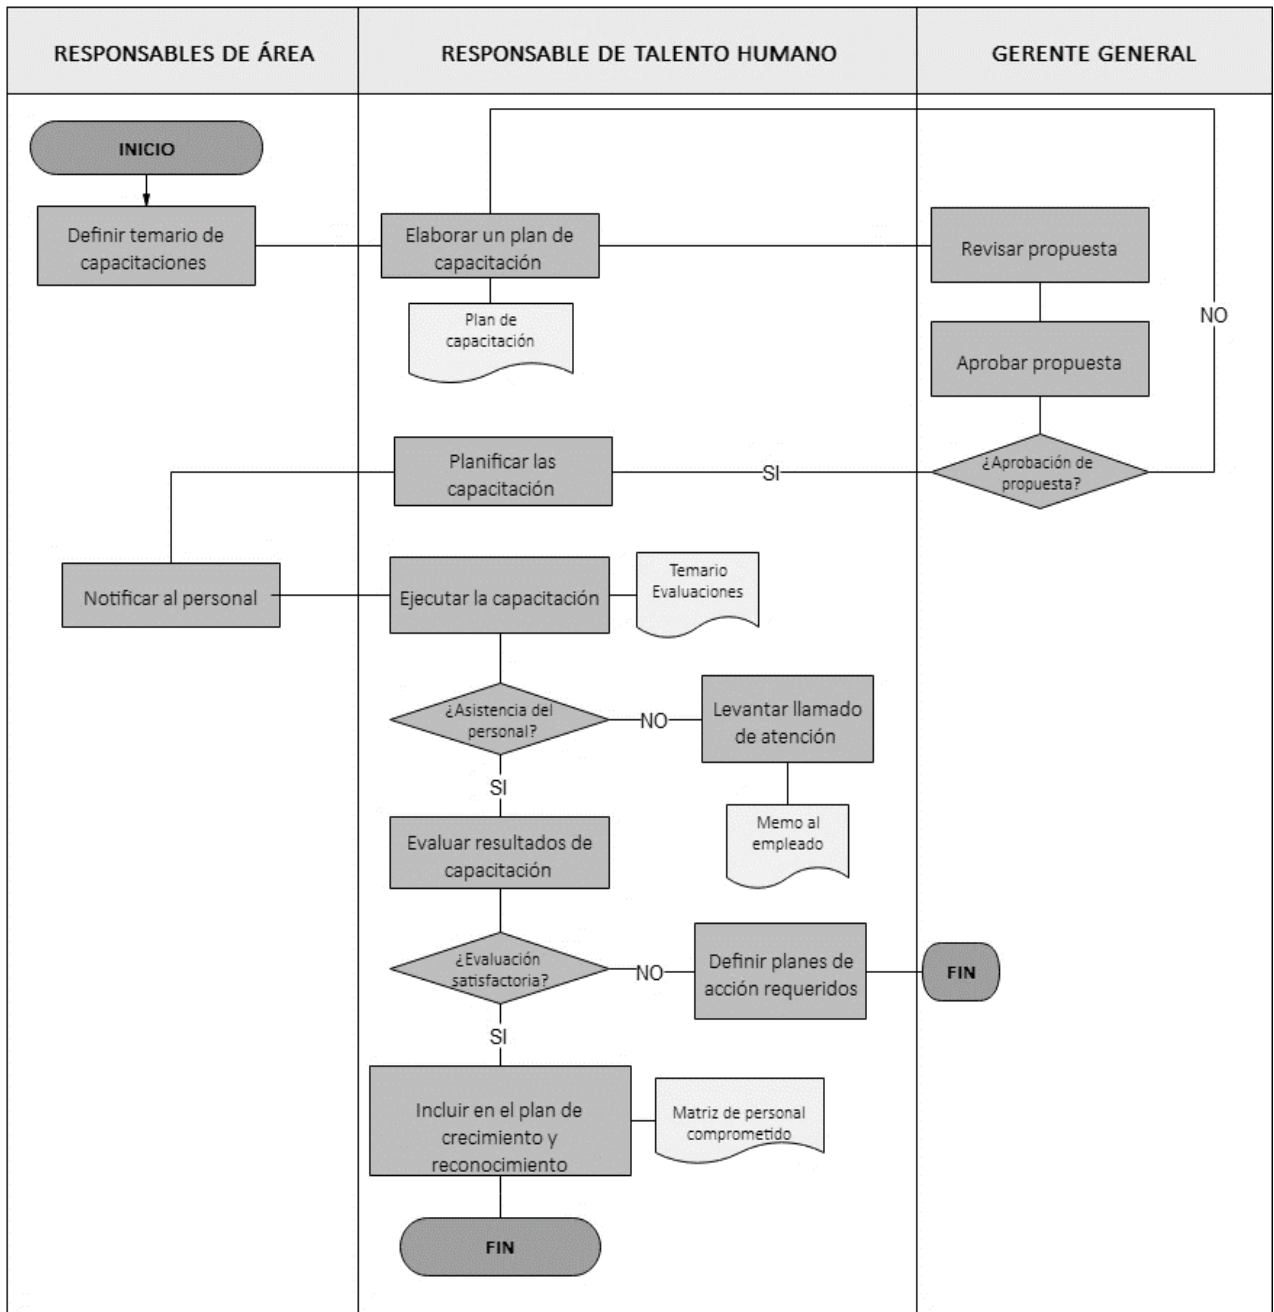 RESPONSABLES DE ÁREA
RESPONSABLE DE TALENTO HUMANO
GERENTE GENERAL
INICIO
Definir temario de
capacitaciones
Elaborar un plan de
capacitación
Revisar propuesta
Plan de
capacitación
NO
Aprobar propuesta
Planificar las
capacitación
SI
¿Aprobación de
propuesta?
Notificar al personal
Ejecutar la capacitación
Temario
Evaluaciones
¿Asistencia del
personal?
NO
Levantar llamado
de atención
SI
Memo al
empleado
Evaluar resultados de
capacitación
¿Evaluación
satisfactoria?
NO
Definir planes de
acción requeridos
FIN
SI
Incluir en el plan de
crecimiento y
reconocimiento
Matriz de personal
comprometido
FIN